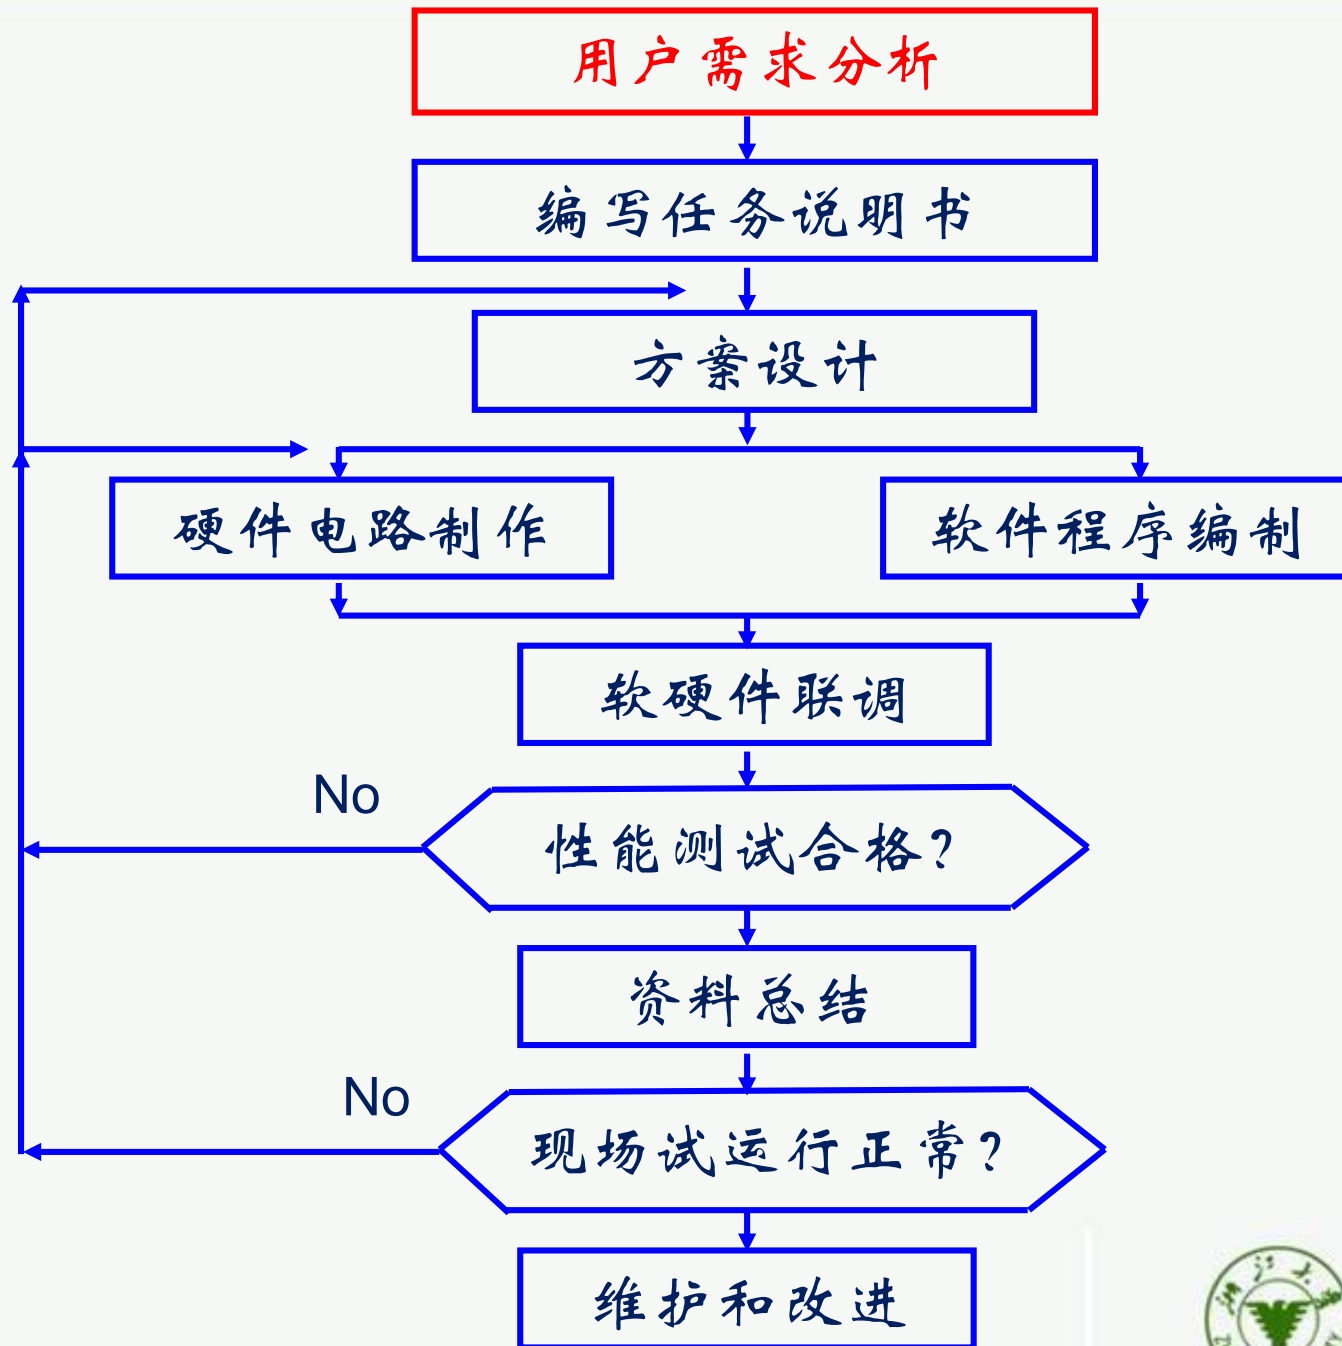 用户需求分析
编写任务说明书
方案设计
硬件电路制作
软件程序编制
软硬件联调
No
性能测试合格?
资料总结
No
现场试运行正常?
维护和改进